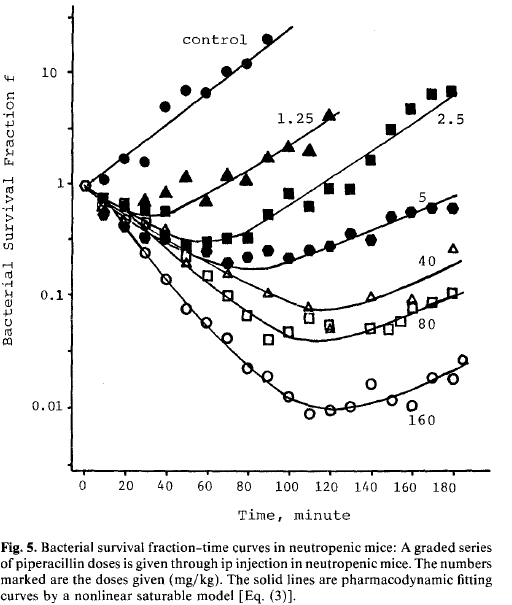 control
10
1.25
2.5
1
5
40
0.1
80
0.01
160
Bacterial Survival Fraction f
0 20 40 60 80 100 120 140 160 180
Time, minute
Fig. 5. Bacterial survival fraction–time curves in neutropenic mice: A graded series
of piperacillin doses is given through ip injection in neutropenic mice. The numbers
marked are the doses given (mg/kg). The solid lines are pharmacodynamic fitting
curves by a nonlinear saturable model [Eq. (3)].